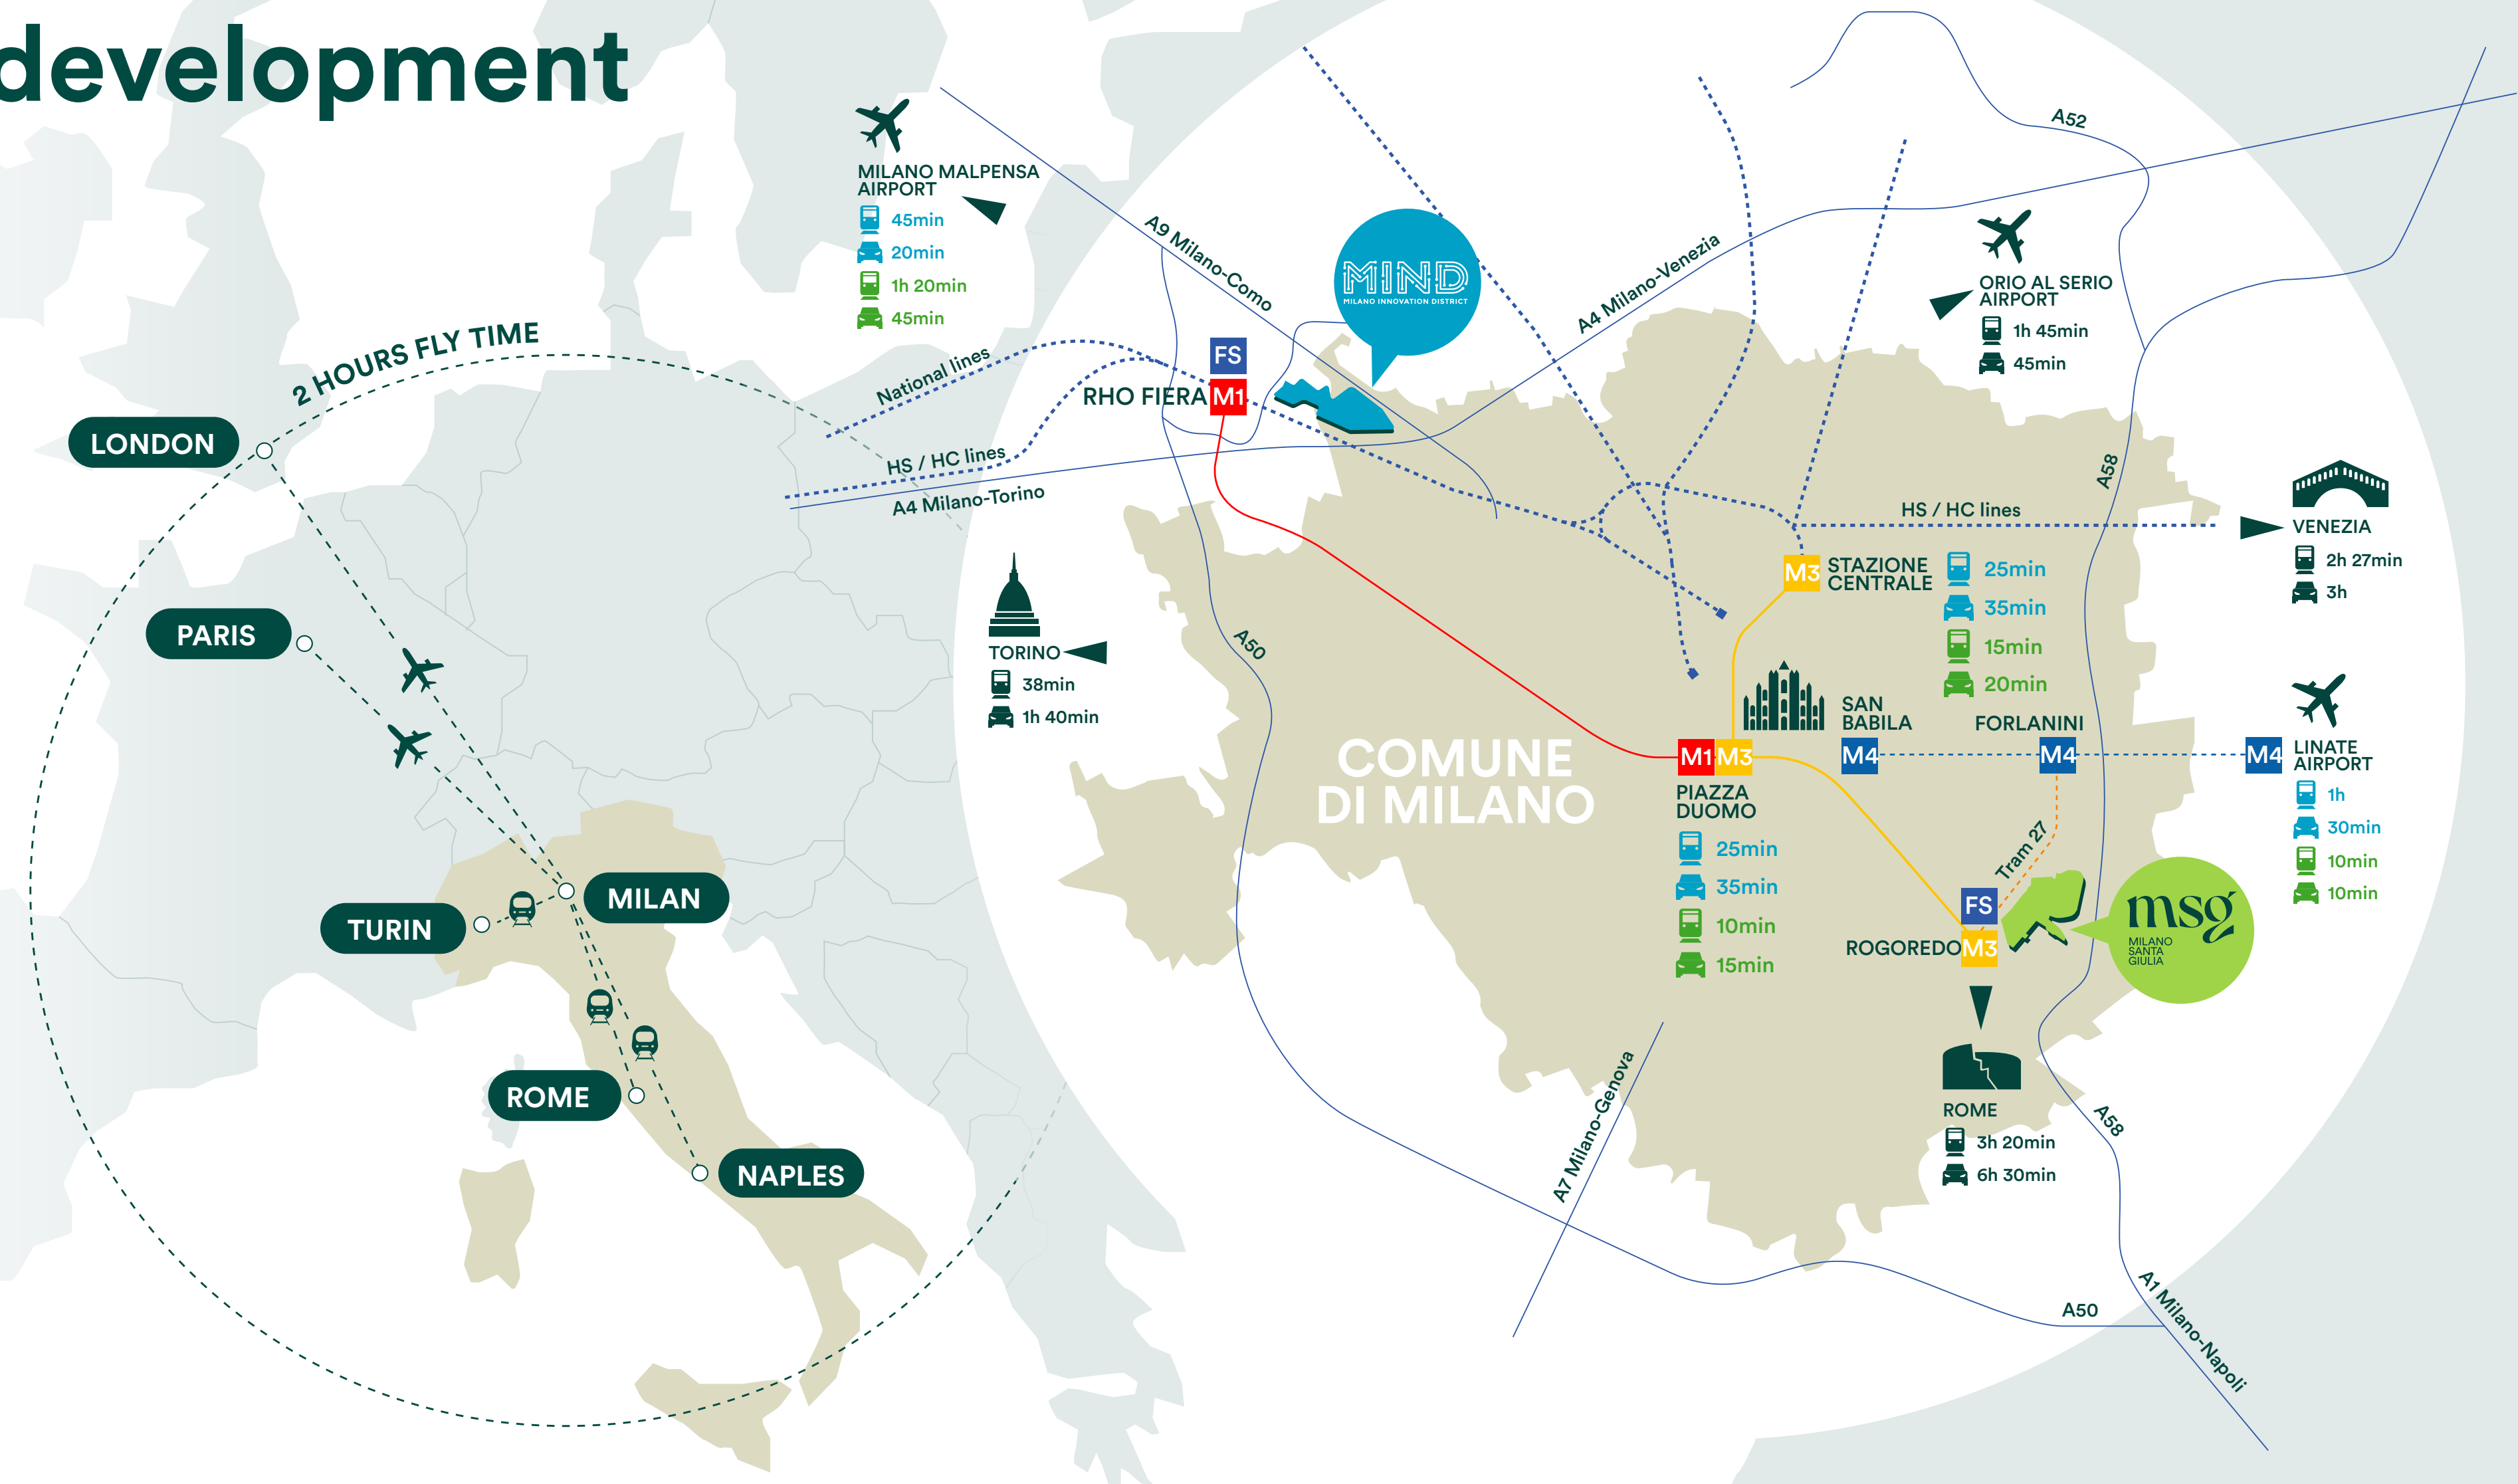 development
2 HOURS FLY TIME
LONDON
PARIS
MILAN
TURIN
ROME
NAPLES
MILANO MALPENSA
AIRPORT
45min
20min
1h 20min
45min
A9 Milano-Como
MIND
MILANO INNOVATION DISTRICT
A4 Milano-Venezia
A52
ORIO AL SERIO
AIRPORT
1h 45min
45min
National lines
FS
RHO FIERA
M1
HS / HC lines
A4 Milano-Torino
A58
HS / HC lines
VENEZIA
2h 27min
3h
TORINO
38min
1h 40min
A50
M3
STAZIONE
CENTRALE
25min
35min
15min
20min
COMUNE
DI MILANO
M1
M3
PIAZZA
DUOMO
25min
35min
10min
15min
SAN
BABILA
M4
FORLANINI
M4
M4
LINATE
AIRPORT
1h
30min
10min
10min
Tram 27
FS
ROGOREDO
M3
msg
MILANO
SANTA
GIULIA
ROME
3h 20min
6h 30min
A7 Milano-Genova
A58
A50
A1 Milano-Napoli